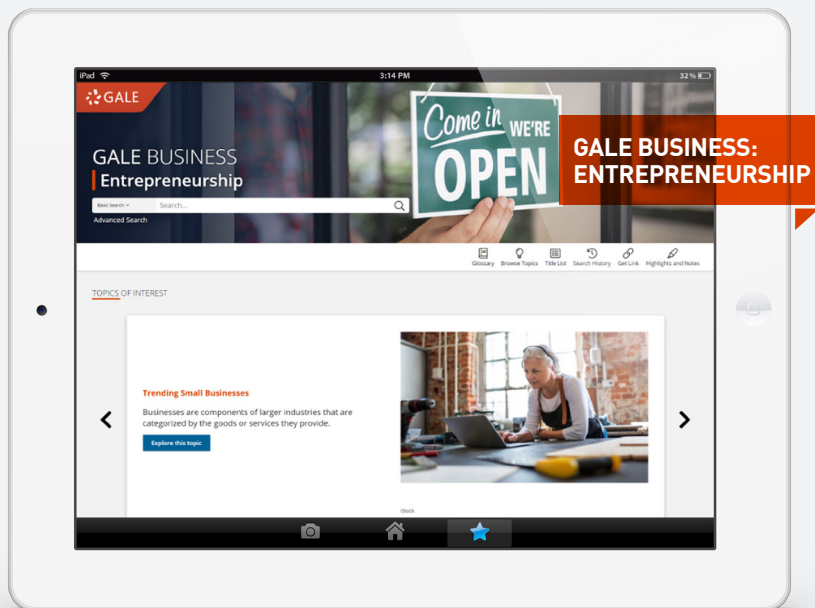 iPad
3:14 PM
32%
GALE
GALE BUSINESS
Entrepreneurship
Basic Search
Search...
Advanced Search
Come in
WE'RE
OPEN
GALE BUSINESS:
ENTREPRENEURSHIP
Glossary
Browse Topics
Title List
Search History
Get Link
Highlights and Notes
TOPICS OF INTEREST
Trending Small Businesses
Businesses are components of larger industries that are
categorized by the goods or services they provide.
Explore this topic
iStock